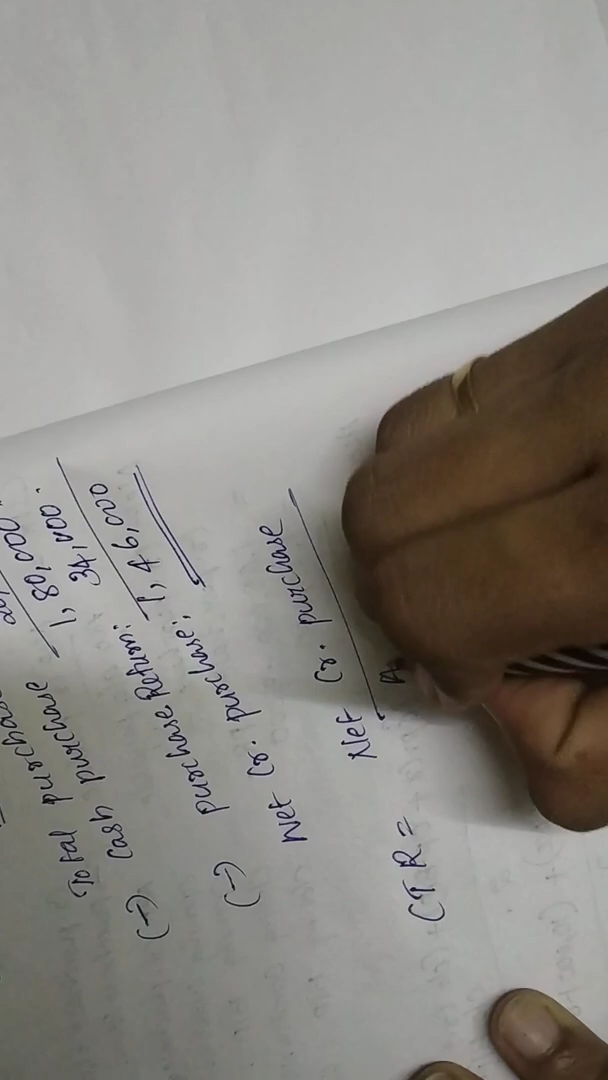 Total purchase
(-) Cash purchase 1,80,000.
(-) purchase Return: 34,000.
Net Cr. purchase: 1,46,000
CTR = Net Cr. purchase